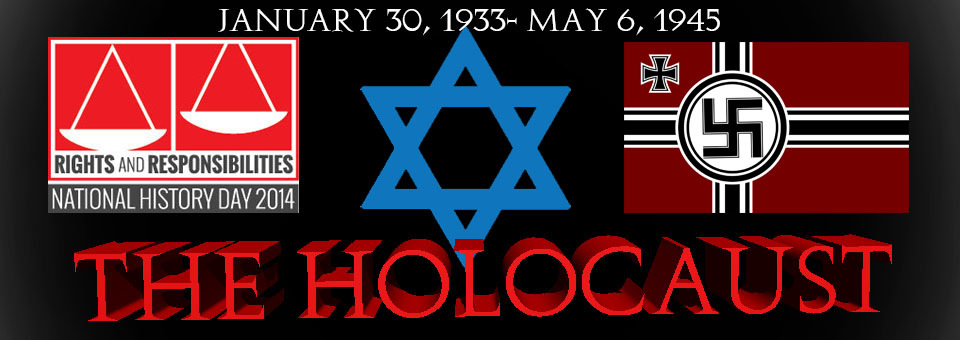 JANUARY 30, 1933- MAY 6, 1945
RIGHTS AND RESPONSIBILITIES
NATIONAL HISTORY DAY 2014
THE HOLOCAUST